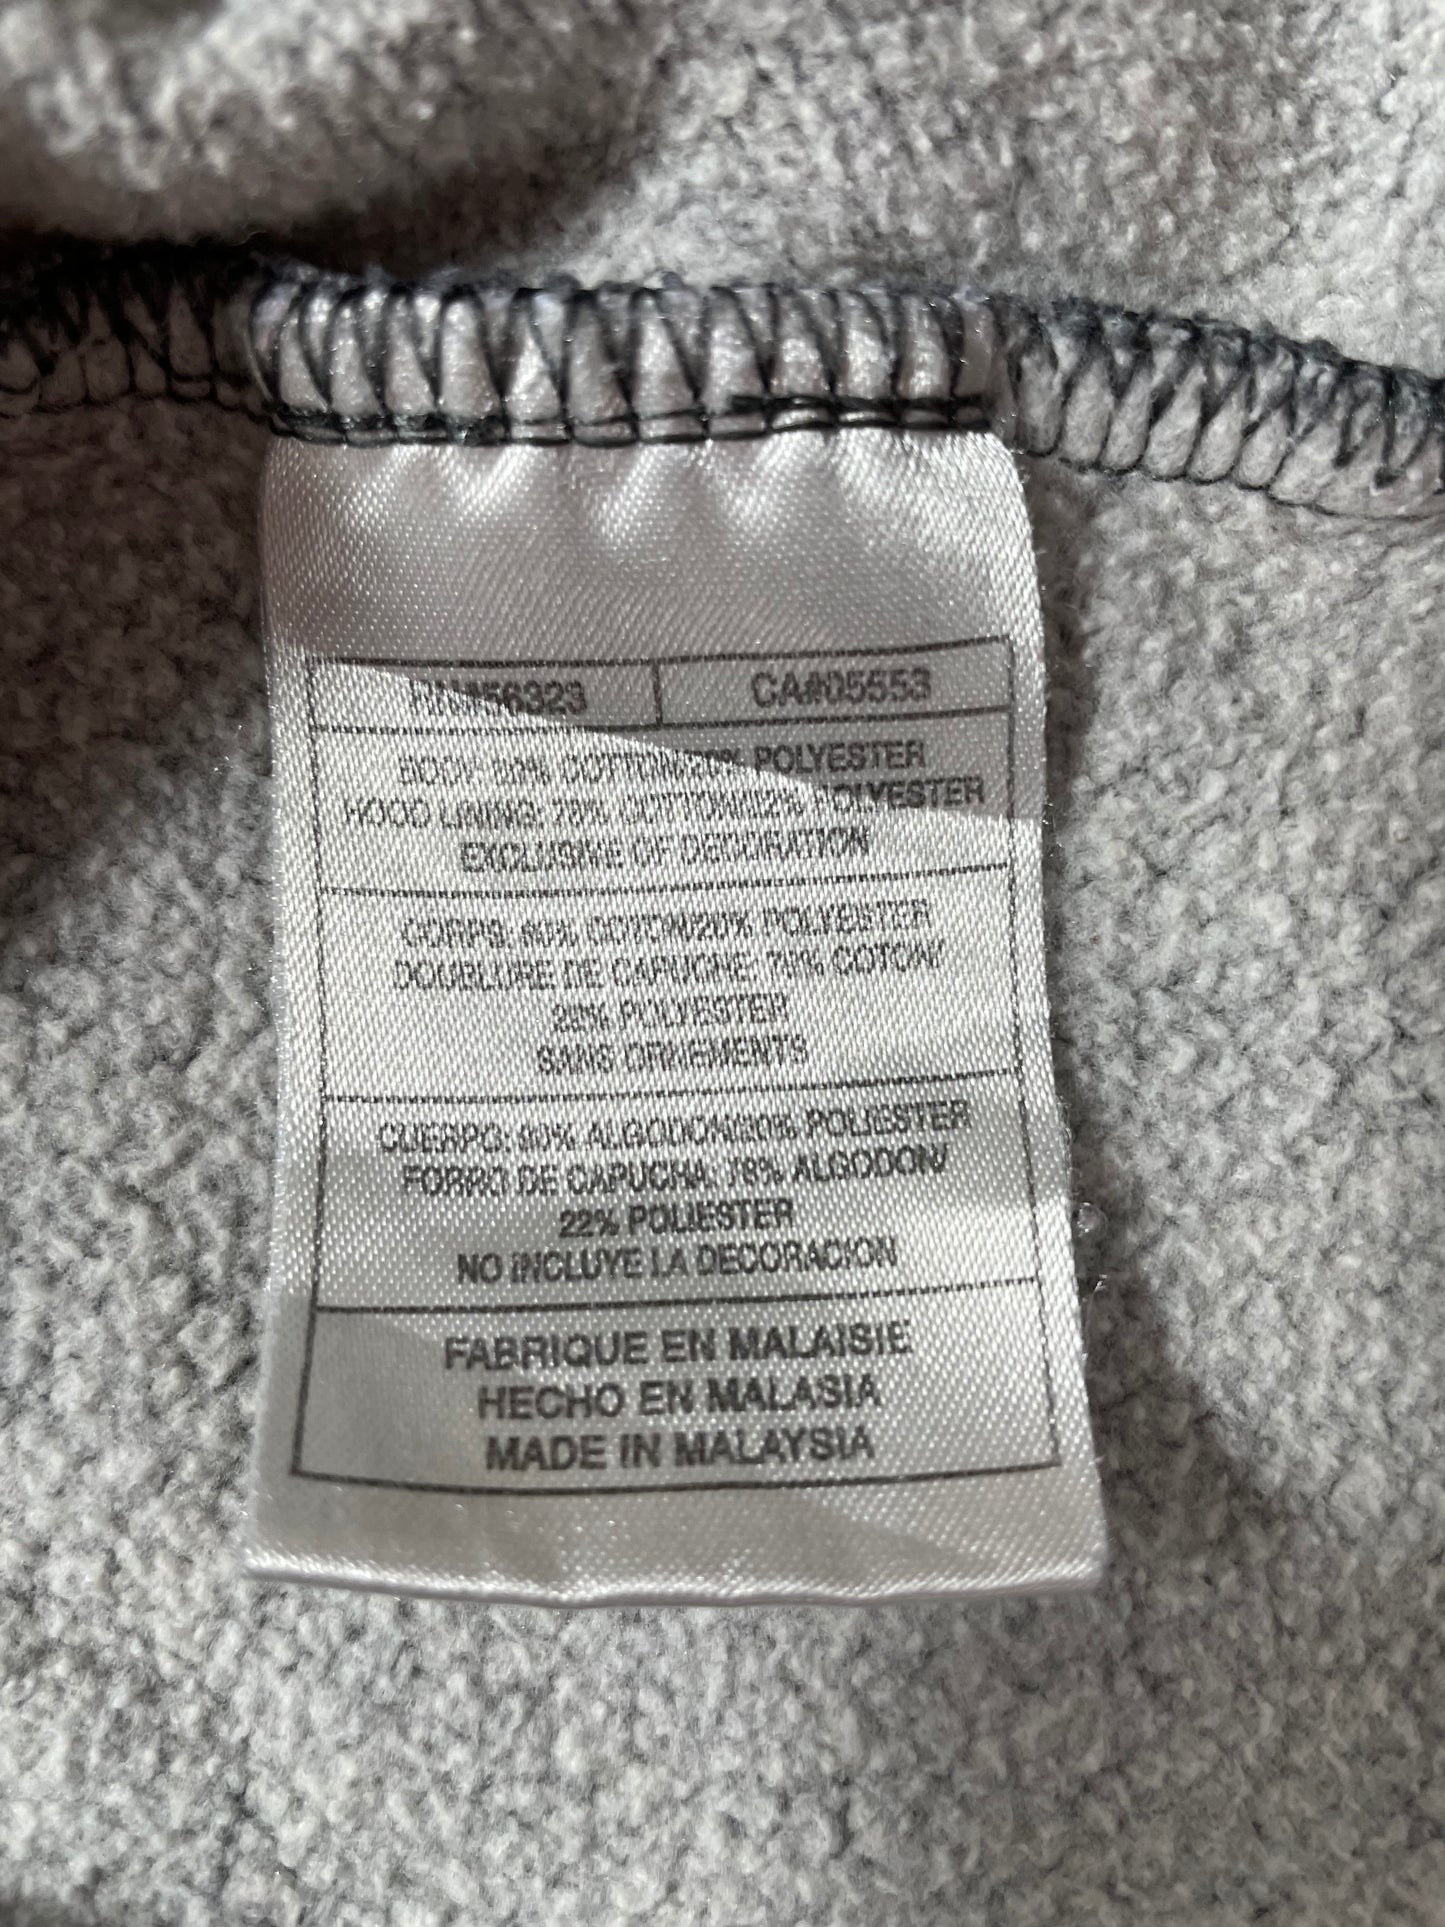 RN#56323 CA#05553
BODY: 80% COTTON/20% POLYESTER
HOOD LINING: 78% COTTON/22% POLYESTER
EXCLUSIVE OF DECORATION
CORPS: 80% COTON/20% POLYESTER
DOUBLURE DE CAPUCHE: 78% COTON/
22% POLYESTER
SANS ORNEMENTS
CUERPO: 80% ALGODON/20% POLIESTER
FORRO DE CAPUCHA: 78% ALGODON/
22% POLIESTER
NO INCLUYE LA DECORACION
FABRIQUE EN MALAISIE
HECHO EN MALASIA
MADE IN MALAYSIA